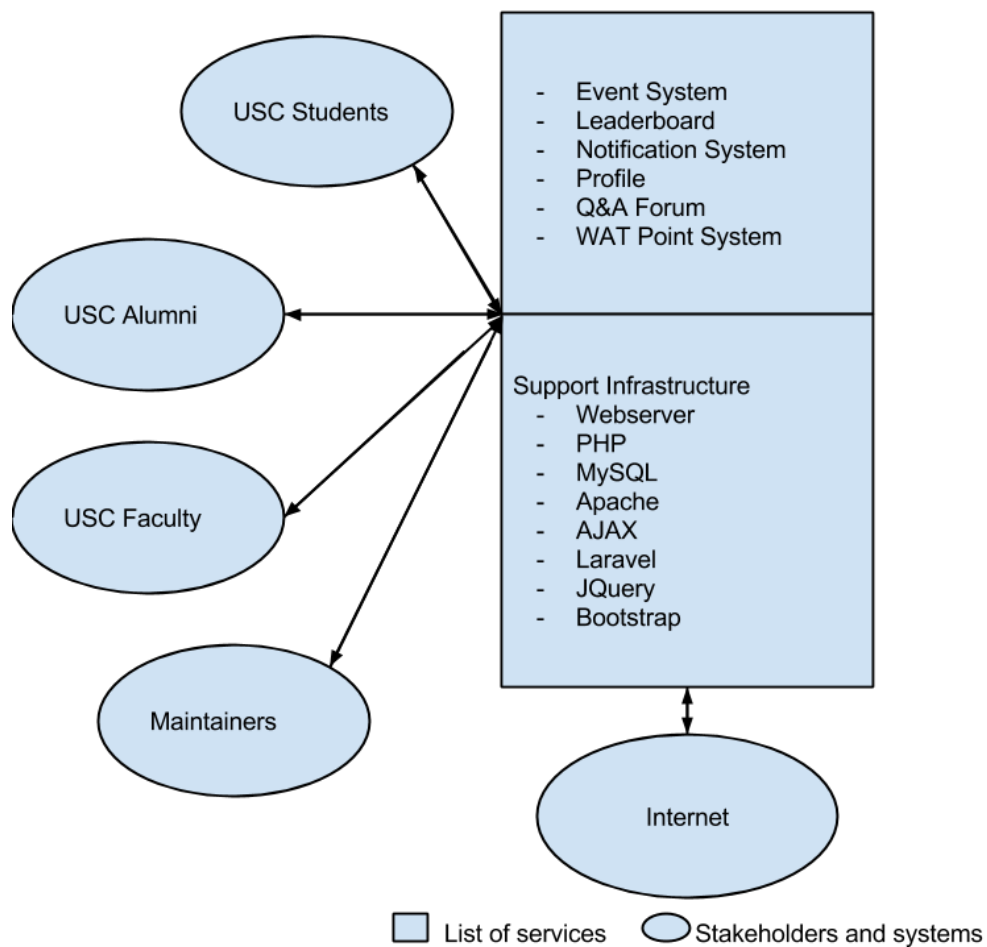 USC Students
USC Alumni
USC Faculty
Maintainers
- Event System
- Leaderboard
- Notification System
- Profile
- Q&A Forum
- WAT Point System
Support Infrastructure
- Webserver
- PHP
- MySQL
- Apache
- AJAX
- Laravel
- JQuery
- Bootstrap
Internet
List of services
Stakeholders and systems